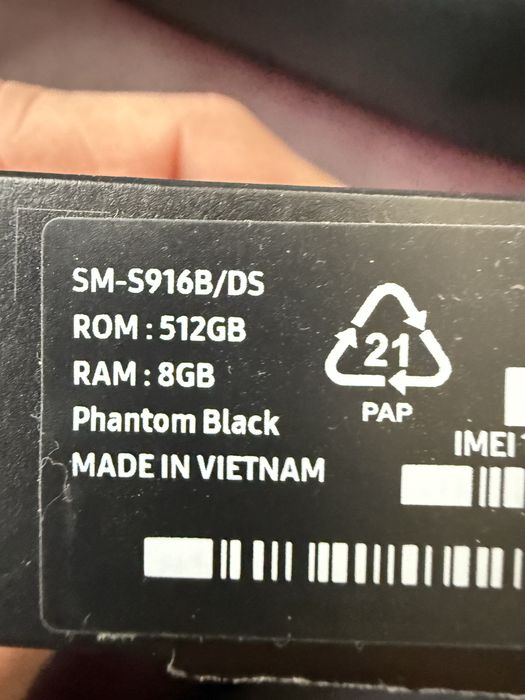 SM-S916B/DS
ROM : 512GB
RAM : 8GB
Phantom Black
MADE IN VIETNAM
21
PAP
IMEI